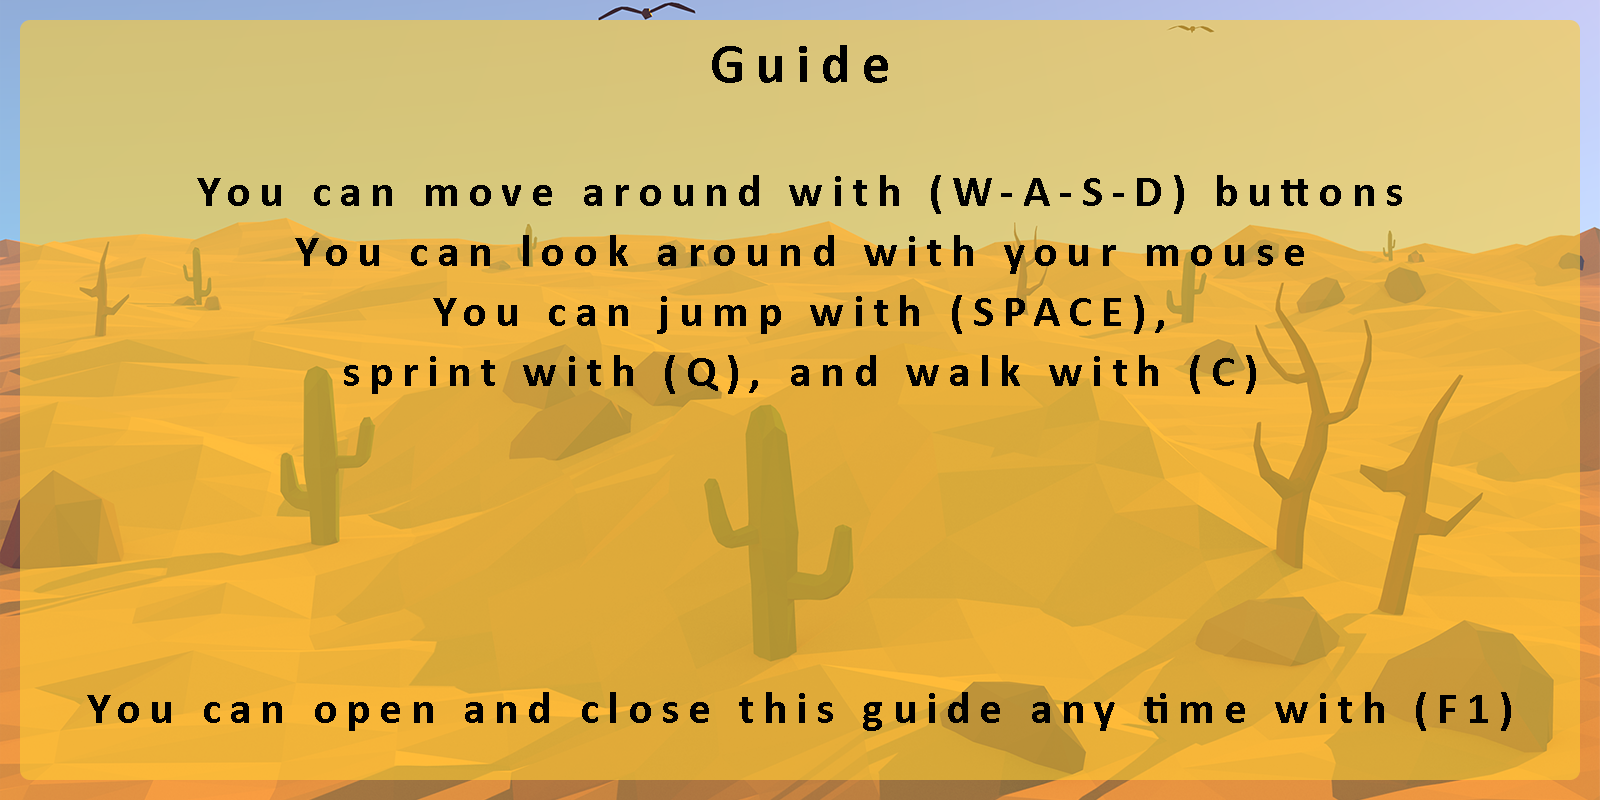 Guide
You can move around with (W-A-S-D) buttons
You can look around with your mouse
You can jump with (SPACE),
sprint with (Q), and walk with (C)
You can open and close this guide any time with (F1)